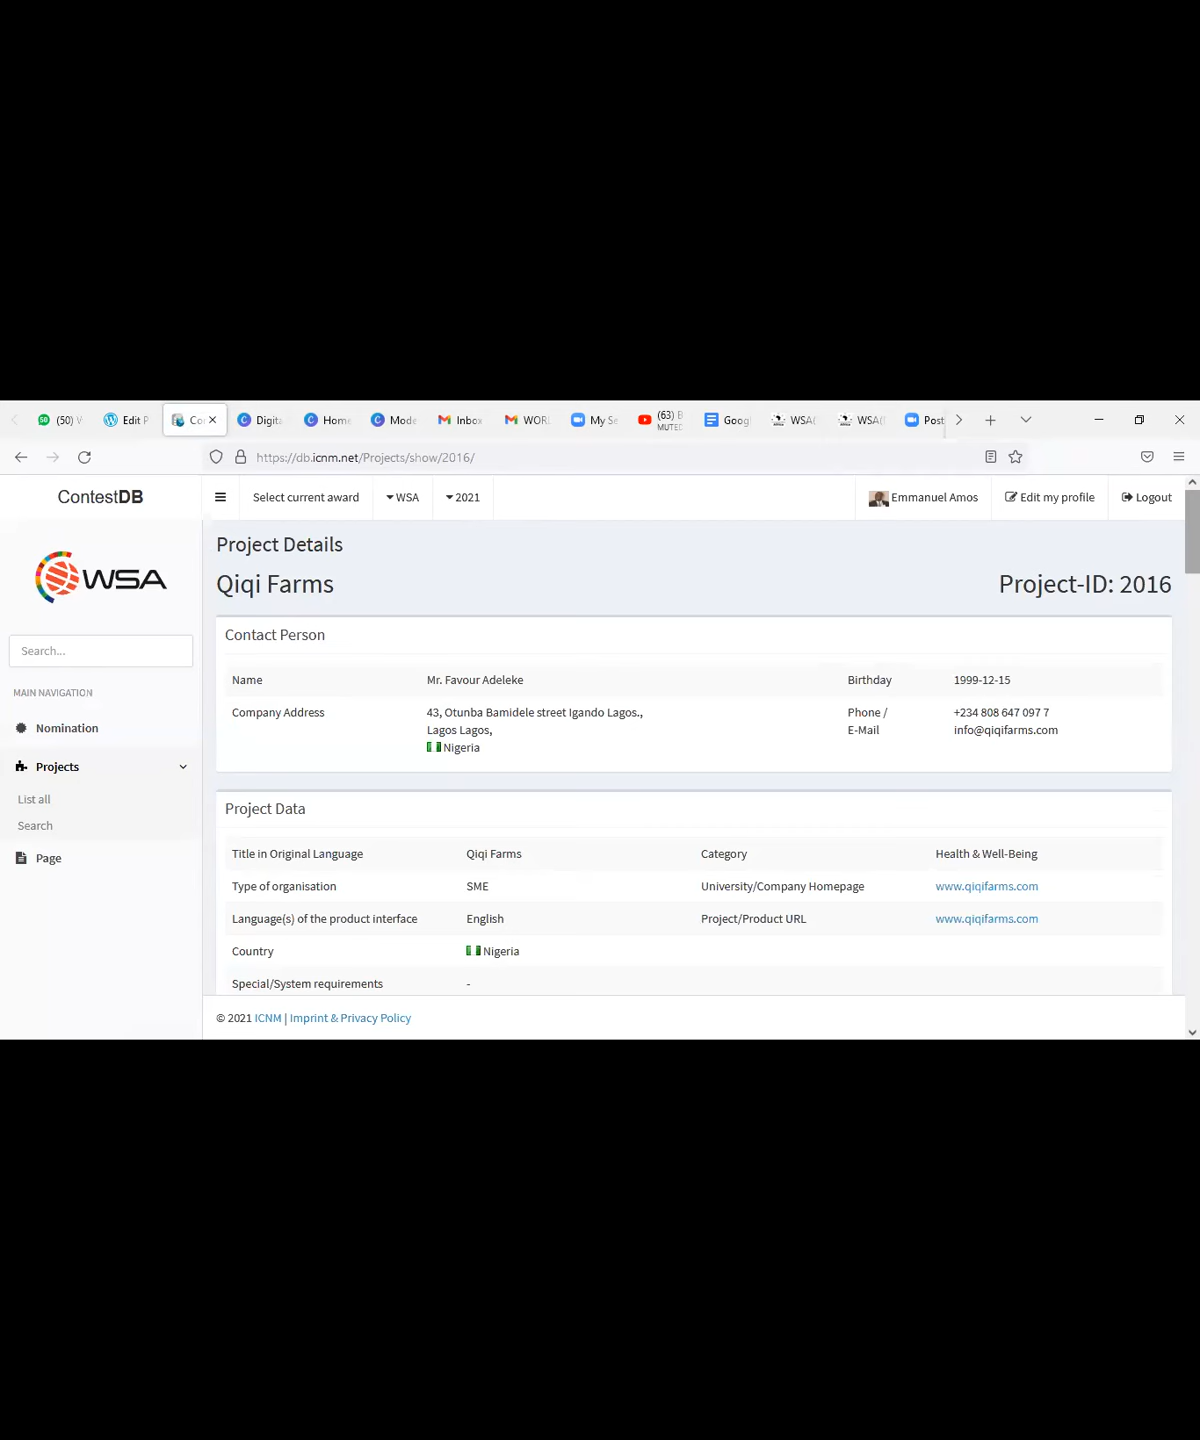 (50)
Edit P
Co
Digit
Home
Mode
Inbox
WORL
My Se
(63) B
MUTED
Goog
WSA(
WSA(
Post
https://db.icnm.net/Projects/show/2016/
ContestDB
Select current award
WSA
2021
Emmanuel Amos
Edit my profile
Logout
WSA
Search...
MAIN NAVIGATION
Nomination
Projects
List all
Search
Page
Project Details
Qiqi Farms
Project-ID: 2016
Contact Person
Name
Mr. Favour Adeleke
Birthday
1999-12-15
Company Address
43, Otunba Bamidele street Igando Lagos.,
Lagos Lagos,
Nigeria
Phone /
E-Mail
+234 808 647 097 7
info@qiqifarms.com
Project Data
Title in Original Language
Qiqi Farms
Category
Health & Well-Being
Type of organisation
SME
University/Company Homepage
www.qiqifarms.com
Language(s) of the product interface
English
Project/Product URL
www.qiqifarms.com
Country
Nigeria
Special/System requirements
-
© 2021 ICNM | Imprint & Privacy Policy